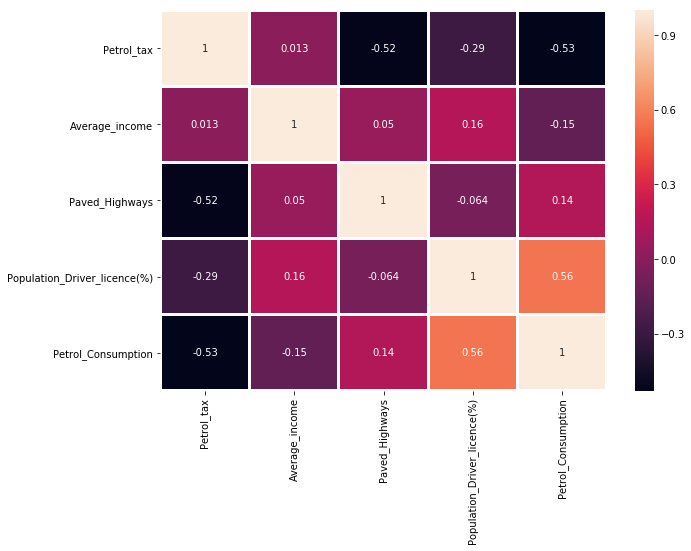 Petrol_tax 1 0.013 -0.52 -0.29 -0.53
Average_income 0.013 1 0.05 0.16 -0.15
Paved_Highways -0.52 0.05 1 -0.064 0.14
Population_Driver_licence(%) -0.29 0.16 -0.064 1 0.56
Petrol_Consumption -0.53 -0.15 0.14 0.56 1
Petrol_tax
Average_income
Paved_Highways
Population_Driver_licence(%)
Petrol_Consumption
0.9
0.6
0.3
0.0
−0.3